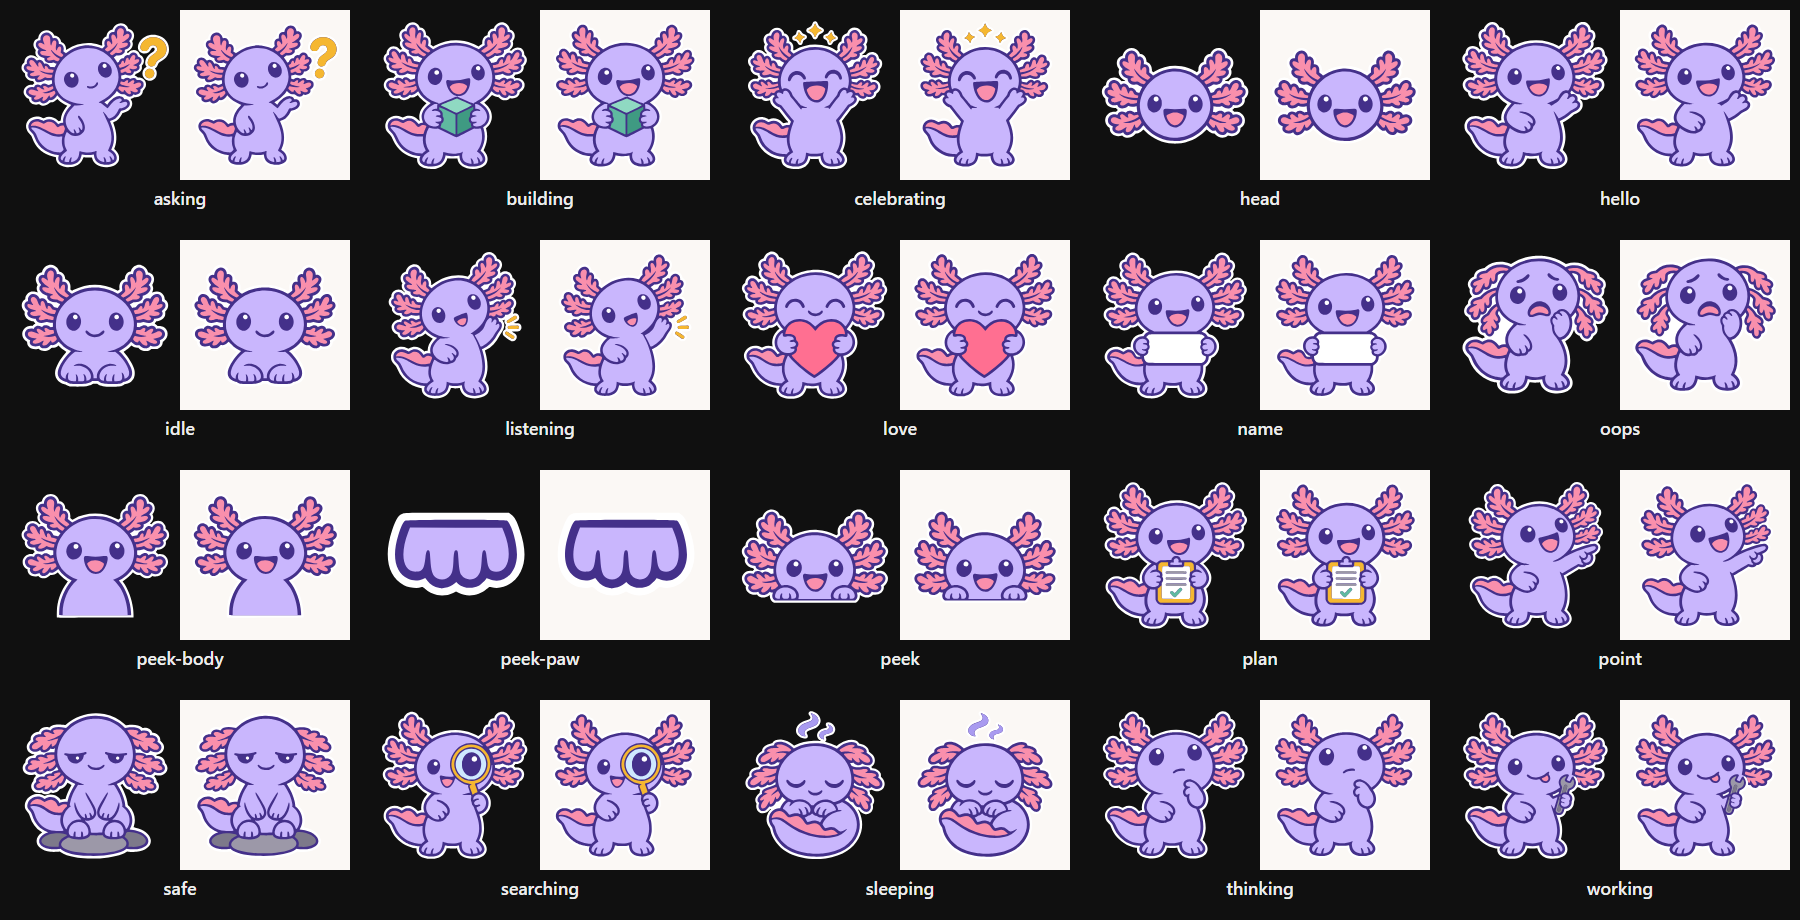 ?
?
asking
building
celebrating
head
hello
idle
listening
love
name
oops
peek-body
peek-paw
peek
plan
point
safe
searching
sleeping
thinking
working